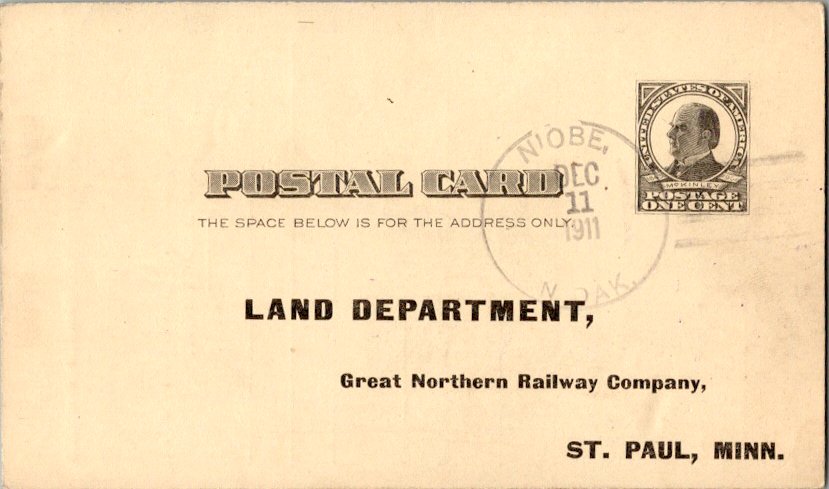 UNITED STATES OF AMERICA
McKINLEY
POSTAGE
ONE CENT
NIOBE,
DEC
11
1911
N. DAK.
POSTAL CARD
THE SPACE BELOW IS FOR THE ADDRESS ONLY.
LAND DEPARTMENT,
Great Northern Railway Company,
ST. PAUL, MINN.